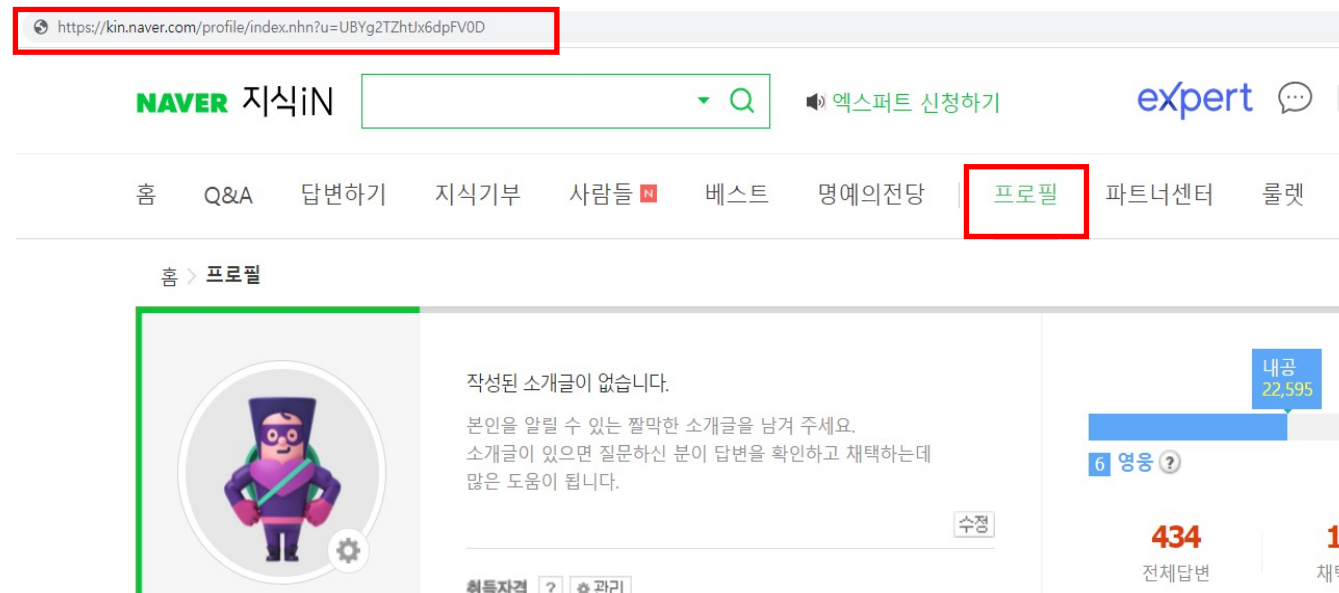 https://kin.naver.com/profile/index.nhn?u=UBYg2TZhtJx6dpFV0D
NAVER 지식iN 엑스퍼트 신청하기 expert
홈 Q&A 답변하기 지식기부 사람들 N 베스트 명예의전당 프로필 파트너센터 룰렛
홈 > 프로필
작성된 소개글이 없습니다.
본인을 알릴 수 있는 짤막한 소개글을 남겨 주세요.
소개글이 있으면 질문하신 분이 답변을 확인하고 채택하는데
많은 도움이 됩니다.
수정
취득자격 ? 관리
내공
22,595
6 영웅 ?
434
전체답변